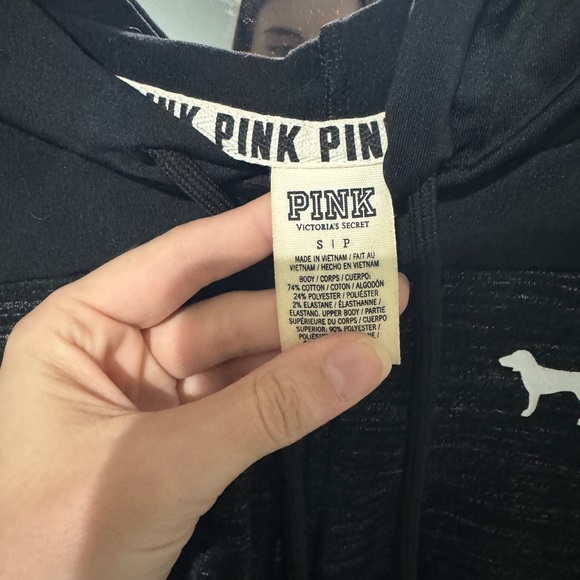 INK PINK PIN
PINK
VICTORIA'S SECRET
S | P
MADE IN VIETNAM / FAIT AU
VIETNAM / HECHO EN VIETNAM
BODY / CORPS / CUERPO:
74% COTTON / COTON / ALGODÓN
24% POLYESTER / POLIÉSTER
2% ELASTANE / ÉLASTHANNE /
ELASTANO. UPPER BODY / PARTIE
SUPÉRIEURE DU CORPS / CUERPO
SUPERIOR: 90% POLYESTER /